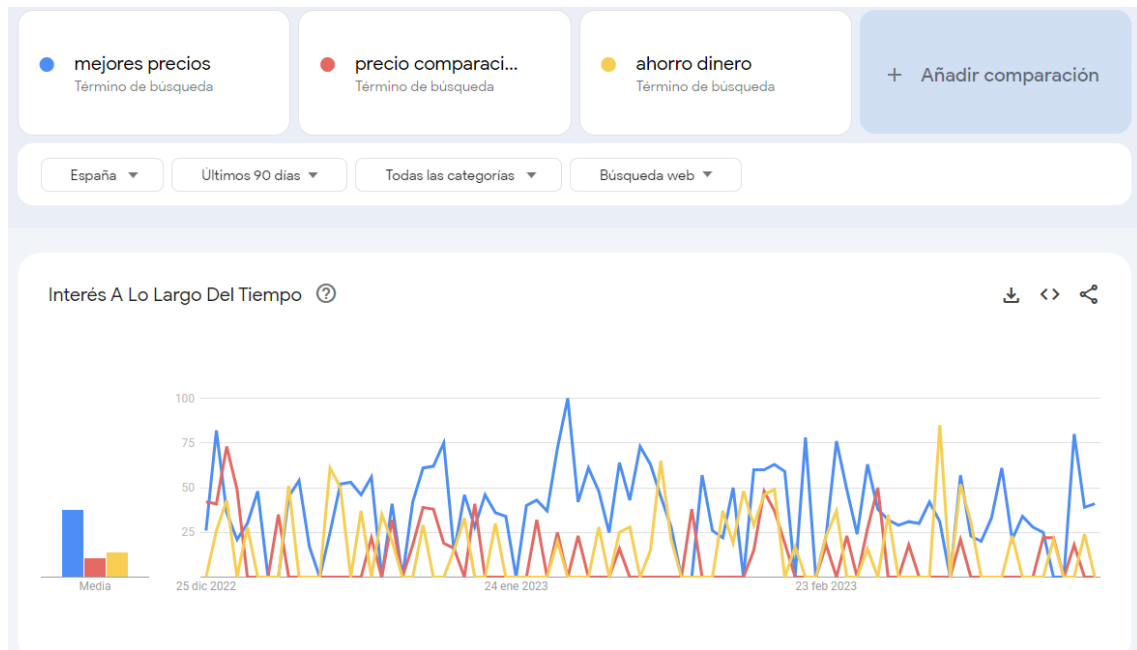 mejores precios
Término de búsqueda
precio comparaci...
Término de búsqueda
ahorro dinero
Término de búsqueda
+ Añadir comparación
España
Últimos 90 días
Todas las categorías
Búsqueda web
Interés A Lo Largo Del Tiempo
100
75
50
25
Media
25 dic 2022
24 ene 2023
23 feb 2023